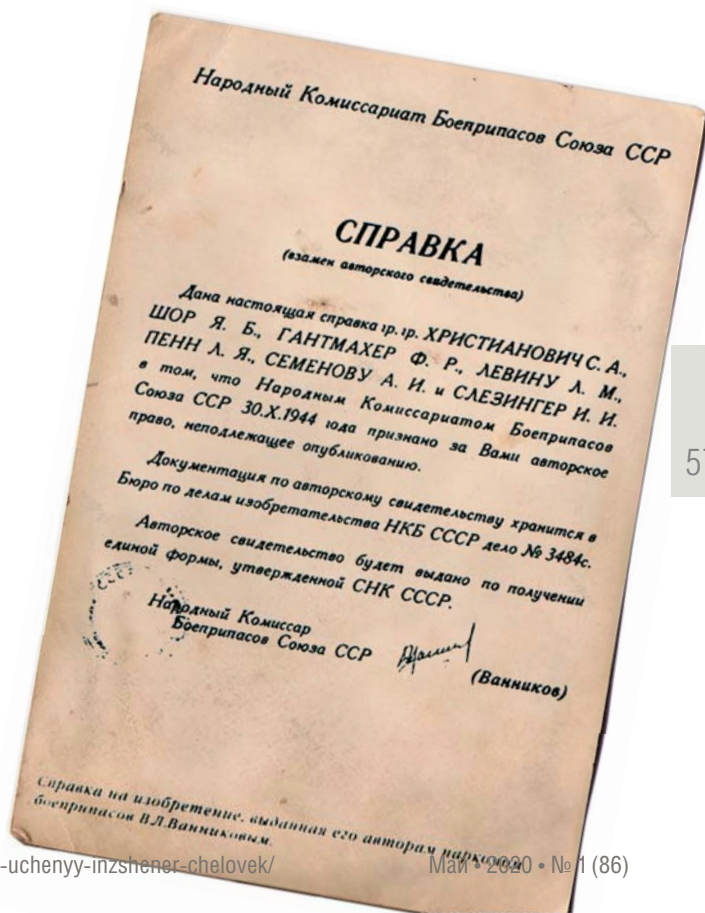 Народный Комиссариат Боеприпасов Союза ССР
СПРАВКА
(взамен авторского свидетельства)
Дана настоящая справка гр. гр. ХРИСТИАНОВИЧ С. А.,
ШОР Я. Б., ГАНТМАХЕР Ф. Р., ЛЕВИНУ Л. М.,
ПЕНН Л. Я., СЕМЕНОВУ А. И. и СЛЕЗИНГЕР И. И.
в том, что Народным Комиссариатом Боеприпасов
Союза ССР 30.X.1944 года признано за Вами авторское
право, неподлежащее опубликованию.
Документация по авторскому свидетельству хранится в
Бюро по делам изобретательства НКБ СССР дело № 3484с.
Авторское свидетельство будет выдано по получении
единой формы, утвержденной СНК СССР.
Народный Комиссар
Боеприпасов Союза ССР
(Ванников)
Справка на изобретение, выданная его авторам наркомом
боеприпасов В.Л.Ванниковым.
57
-uchenyy-inzshener-chelovek/
Май • 2020 • № 1 (86)